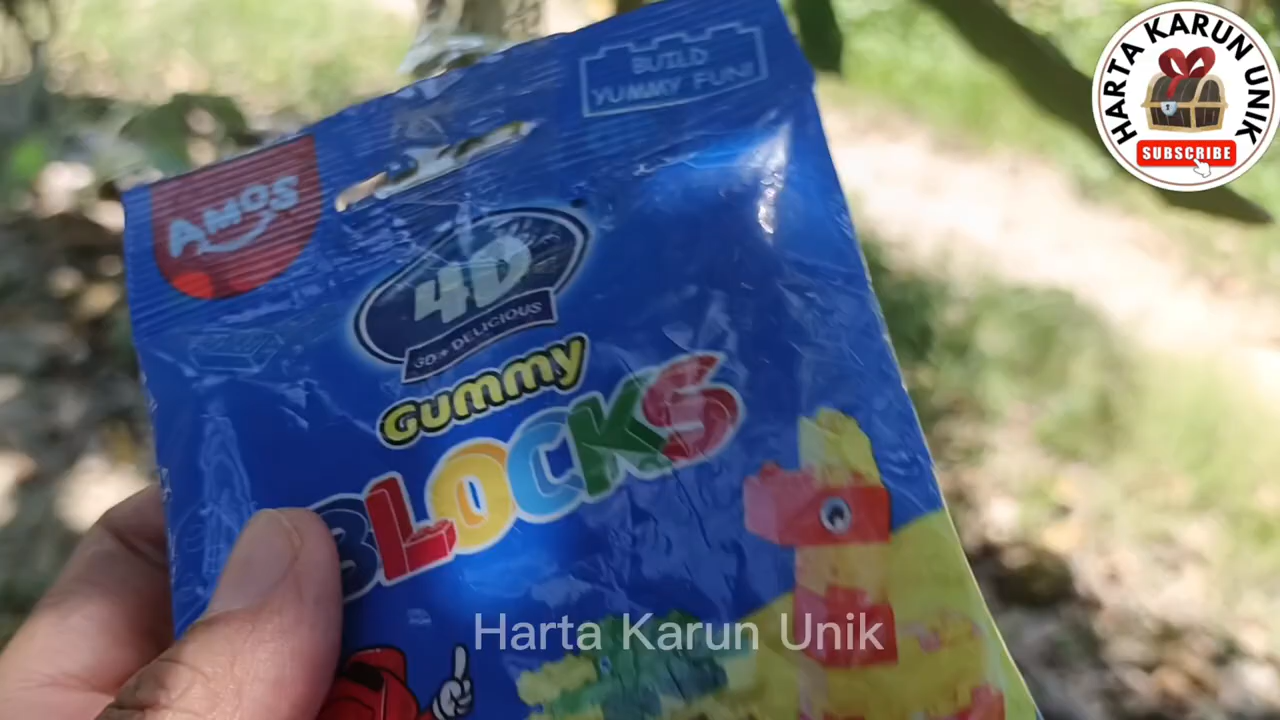 BUILD
YUMMY FUN!
AMOS
4D
3D+ DELICIOUS
GUMMY
BLOCKS
HARTA KARUN UNIK
SUBSCRIBE
Harta Karun Unik